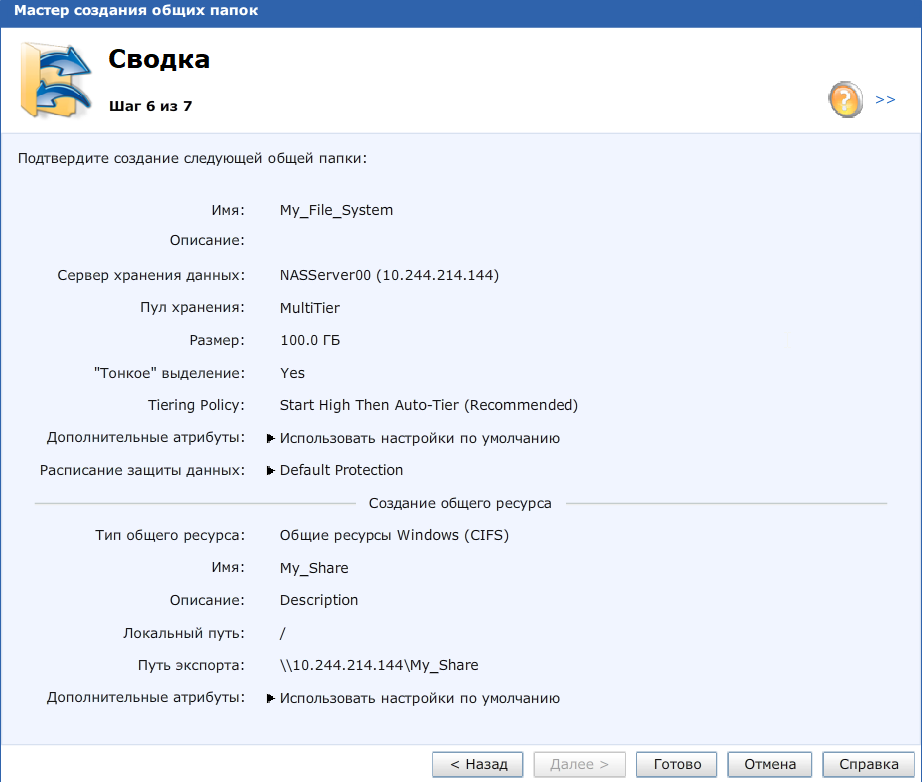 Мастер создания общих папок
Сводка
Шаг 6 из 7
? >>
Подтвердите создание следующей общей папки:
Имя: My_File_System
Описание:
Сервер хранения данных: NASServer00 (10.244.214.144)
Пул хранения: MultiTier
Размер: 100.0 ГБ
"Тонкое" выделение: Yes
Tiering Policy: Start High Then Auto-Tier (Recommended)
Дополнительные атрибуты: Использовать настройки по умолчанию
Расписание защиты данных: Default Protection
Создание общего ресурса
Тип общего ресурса: Общие ресурсы Windows (CIFS)
Имя: My_Share
Описание: Description
Локальный путь: /
Путь экспорта: \\10.244.214.144\My_Share
Дополнительные атрибуты: Использовать настройки по умолчанию
< Назад Далее > Готово Отмена Справка